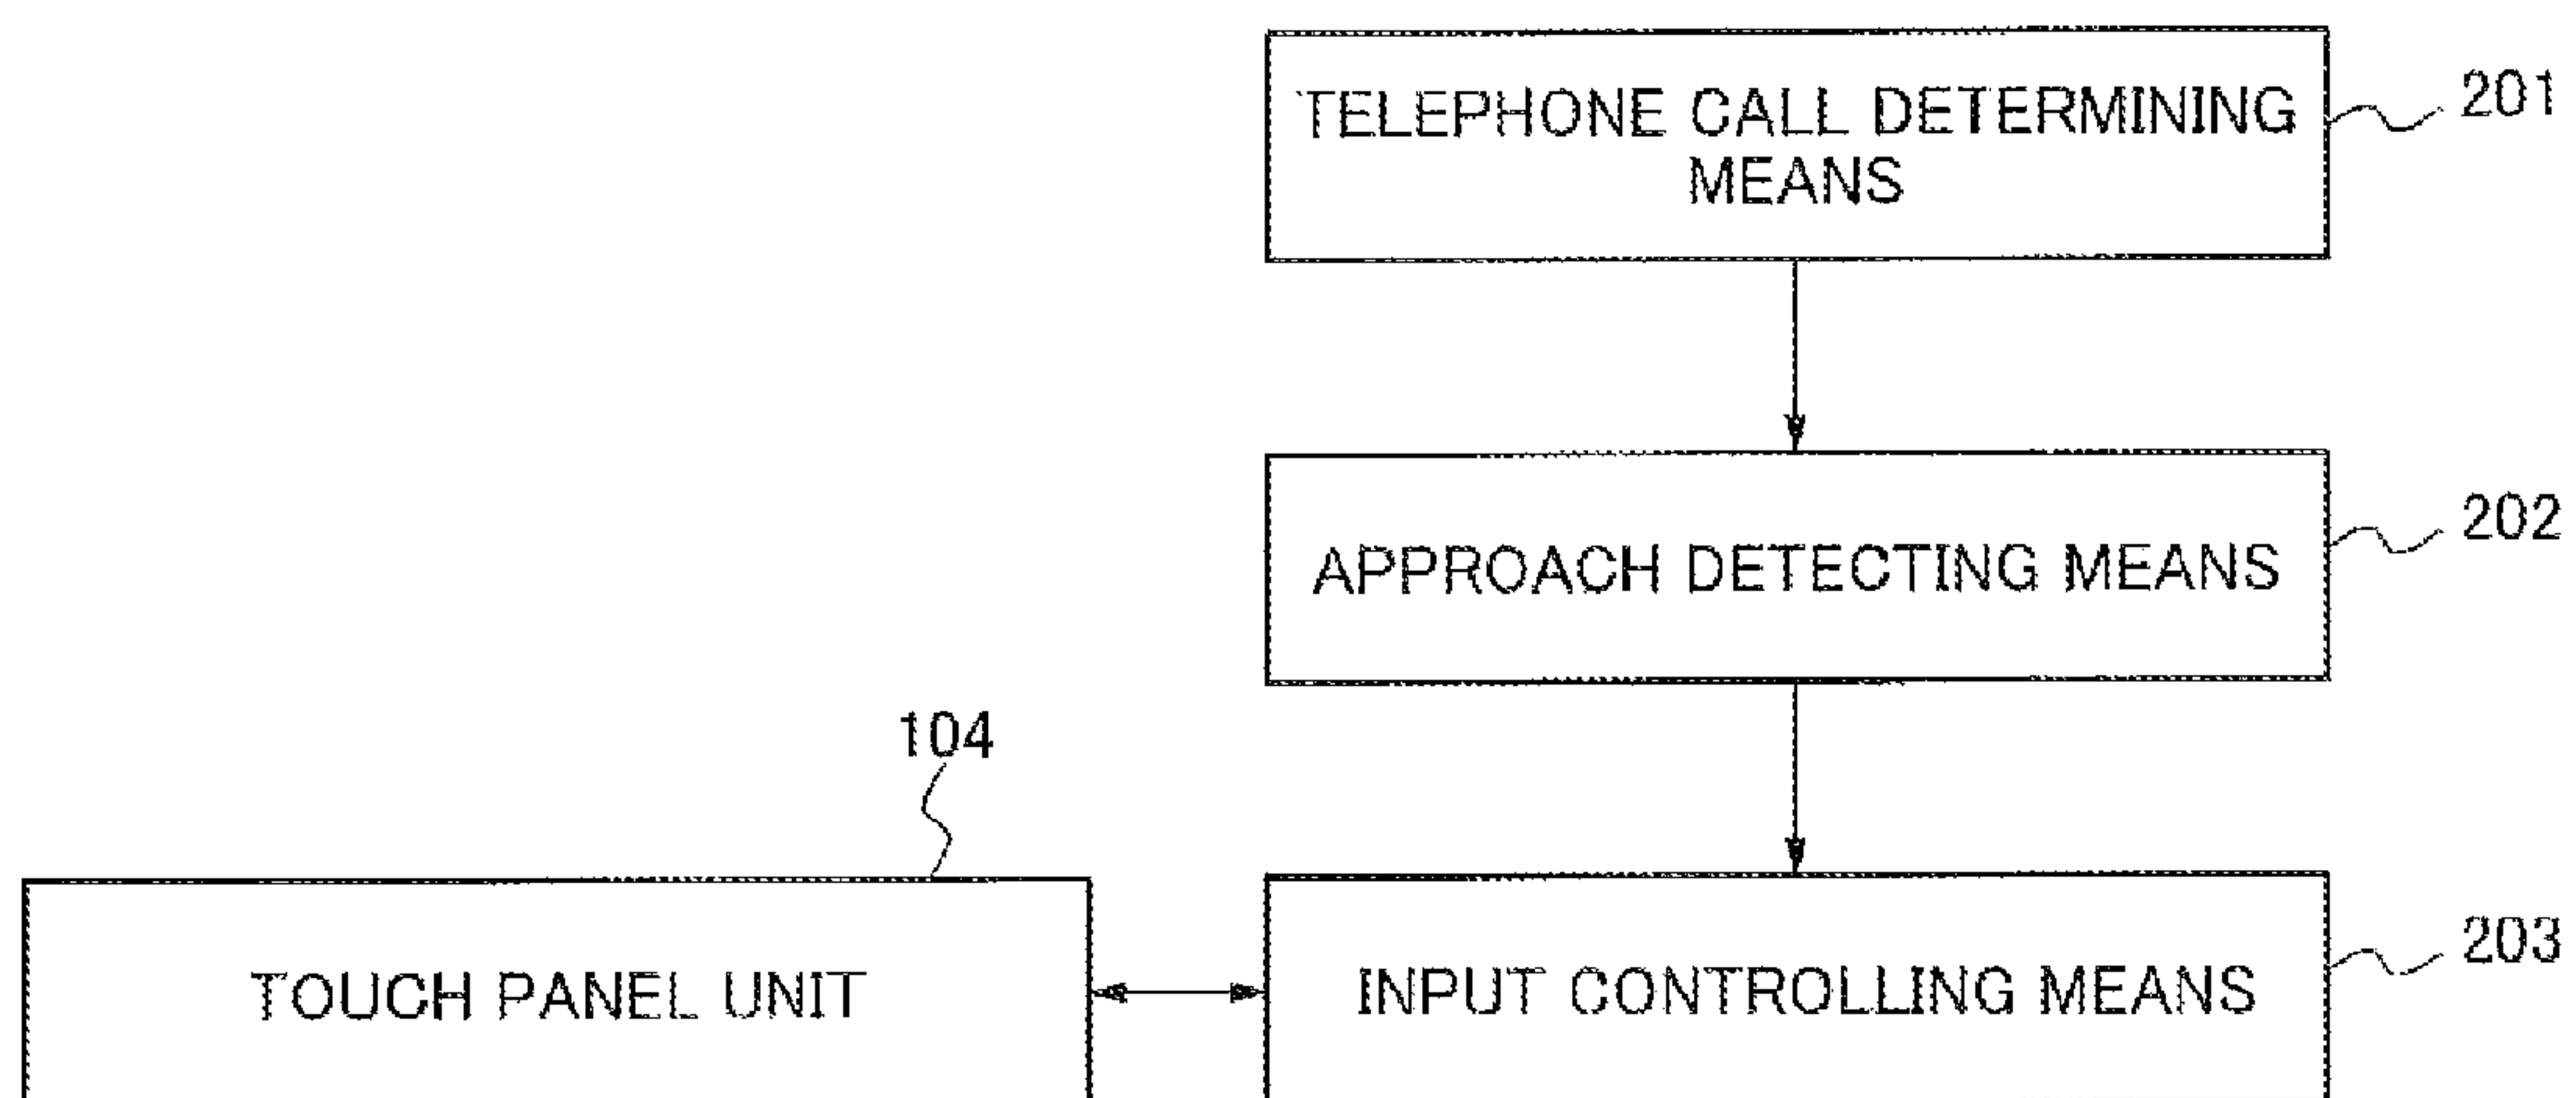 TELEPHONE CALL DETERMINING
MEANS
201
APPROACH DETECTING MEANS
202
104
TOUCH PANEL UNIT
INPUT CONTROLLING MEANS
203